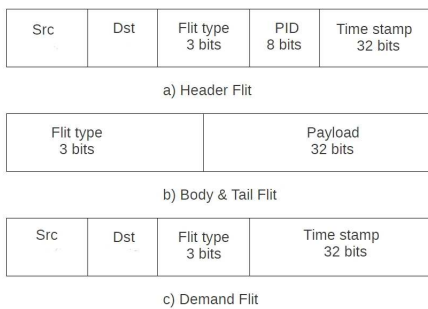 Src Dst Flit type PID Time stamp
3 bits 8 bits 32 bits
a) Header Flit
Flit type Payload
3 bits 32 bits
b) Body & Tail Flit
Src Dst Flit type Time stamp
3 bits 32 bits
c) Demand Flit